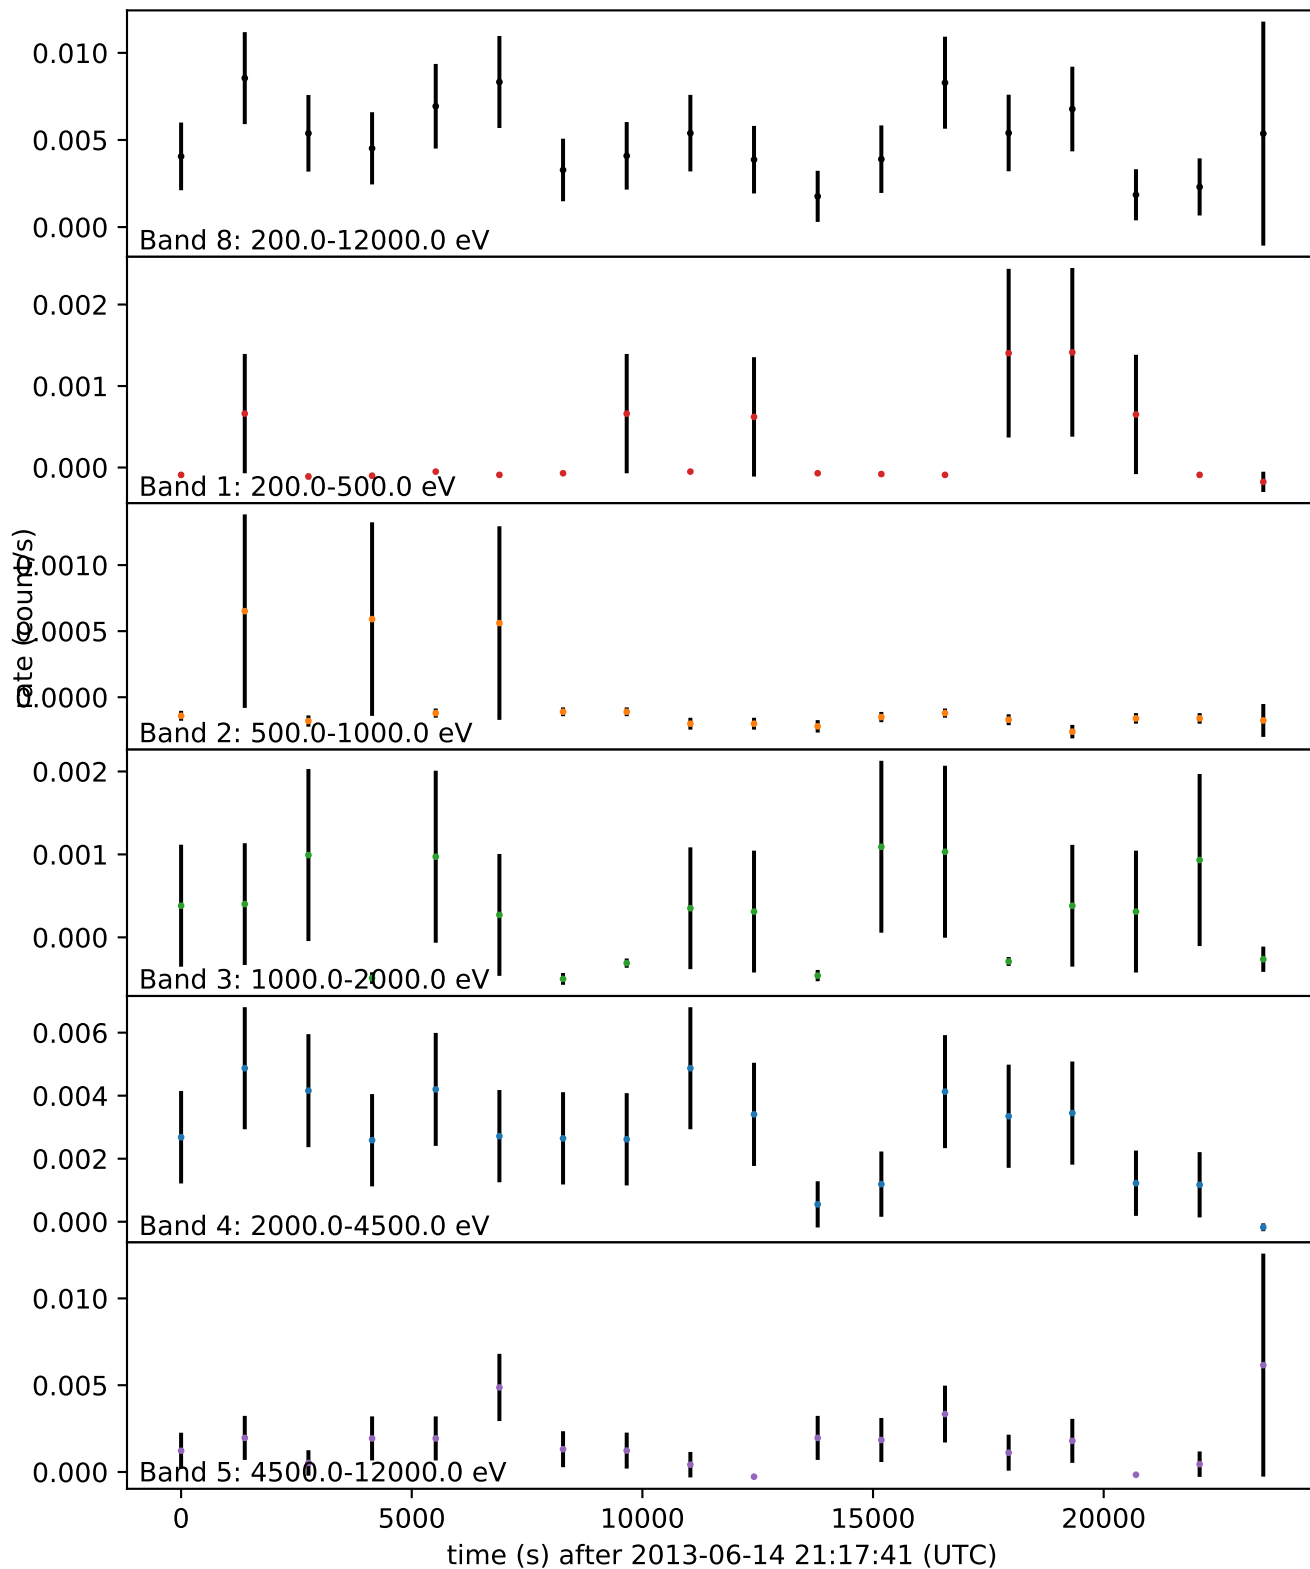 0.010
0.005
0.000
Band 8: 200.0-12000.0 eV
0.002
0.001
0.000
Band 1: 200.0-500.0 eV
rate (count/s)
0.0010
0.0005
0.0000
Band 2: 500.0-1000.0 eV
0.002
0.001
0.000
Band 3: 1000.0-2000.0 eV
0.006
0.004
0.002
0.000
Band 4: 2000.0-4500.0 eV
0.010
0.005
0.000
Band 5: 4500.0-12000.0 eV
0 5000 10000 15000 20000
time (s) after 2013-06-14 21:17:41 (UTC)